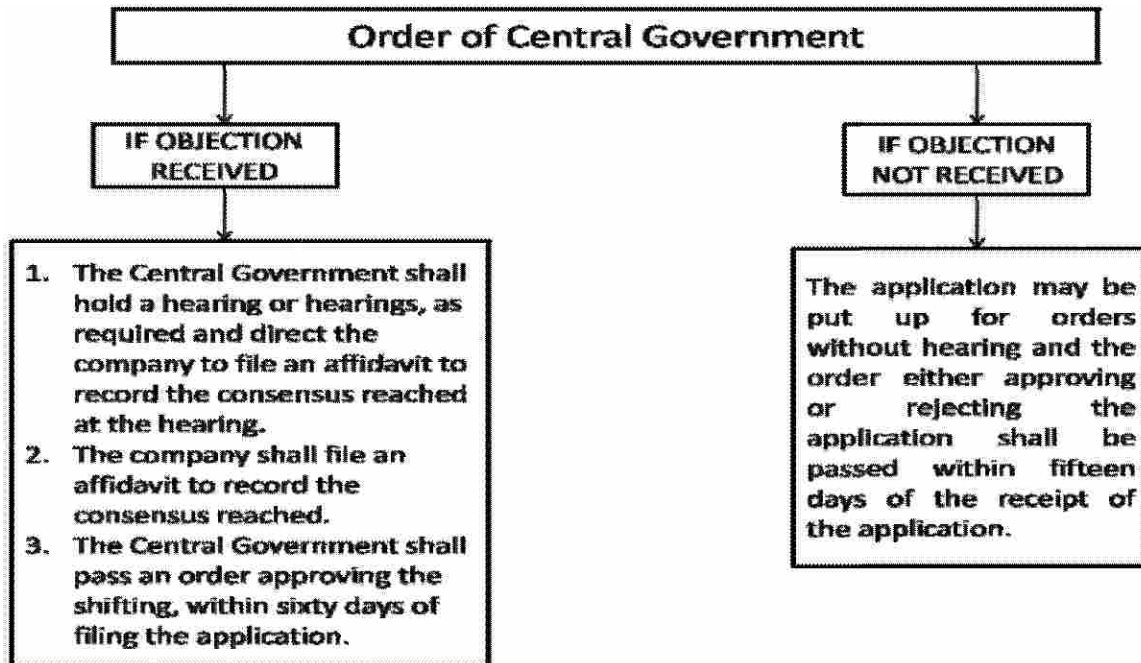 Order of Central Government
IF OBJECTION
RECEIVED
1. The Central Government shall
hold a hearing or hearings, as
required and direct the
company to file an affidavit to
record the consensus reached
at the hearing.
2. The company shall file an
affidavit to record the
consensus reached.
3. The Central Government shall
pass an order approving the
shifting, within sixty days of
filing the application.
IF OBJECTION
NOT RECEIVED
The application may be
put up for orders
without hearing and the
order either approving
or rejecting the
application shall be
passed within fifteen
days of the receipt of
the application.